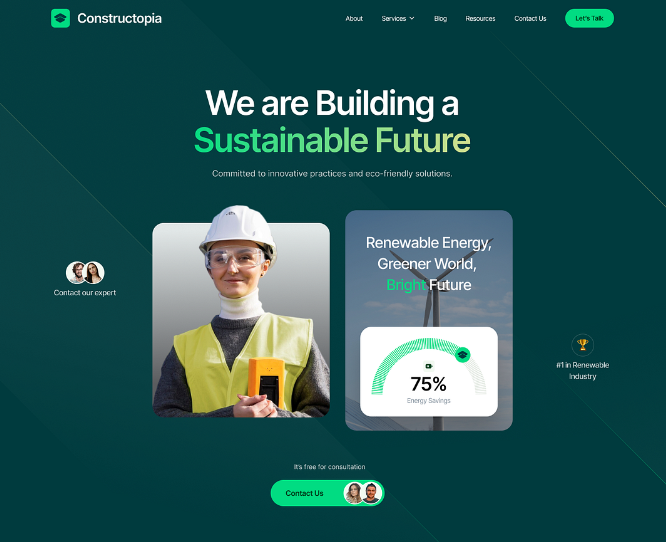 Constructopia
About
Services
Blog
Resources
Contact Us
Let's Talk
We are Building a
Sustainable Future
Committed to innovative practices and eco-friendly solutions.
Contact our expert
Renewable Energy,
Greener World,
Bright Future
75%
Energy Savings
#1 in Renewable
Industry
It's free for consultation
Contact Us